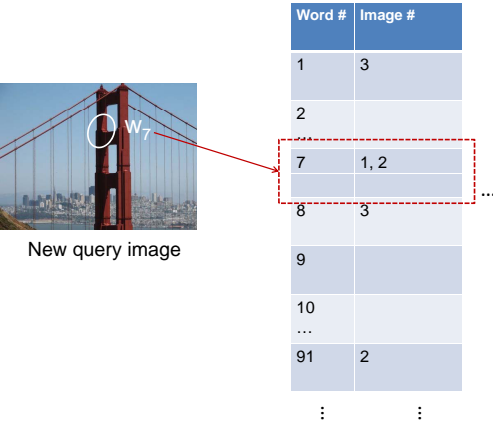 Word # Image #
1 3
2
...
7 1, 2
8 3
9
10
...
91 2
⋮ ⋮
...
W7
New query image